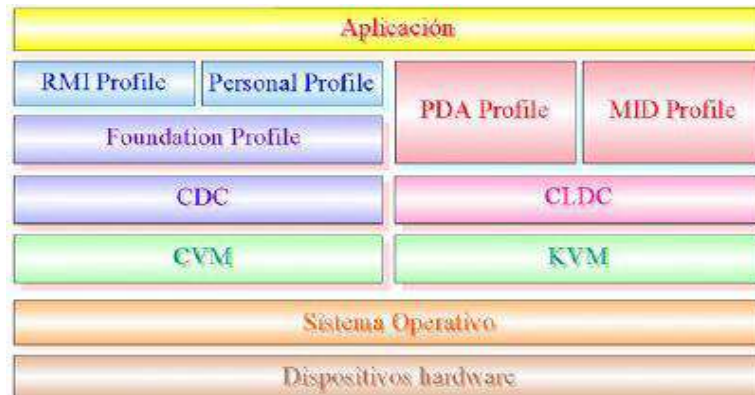 Aplicación
RMI Profile
Personal Profile
PDA Profile
MID Profile
Foundation Profile
CDC
CLDC
CVM
KVM
Sistema Operativo
Dispositivos hardware